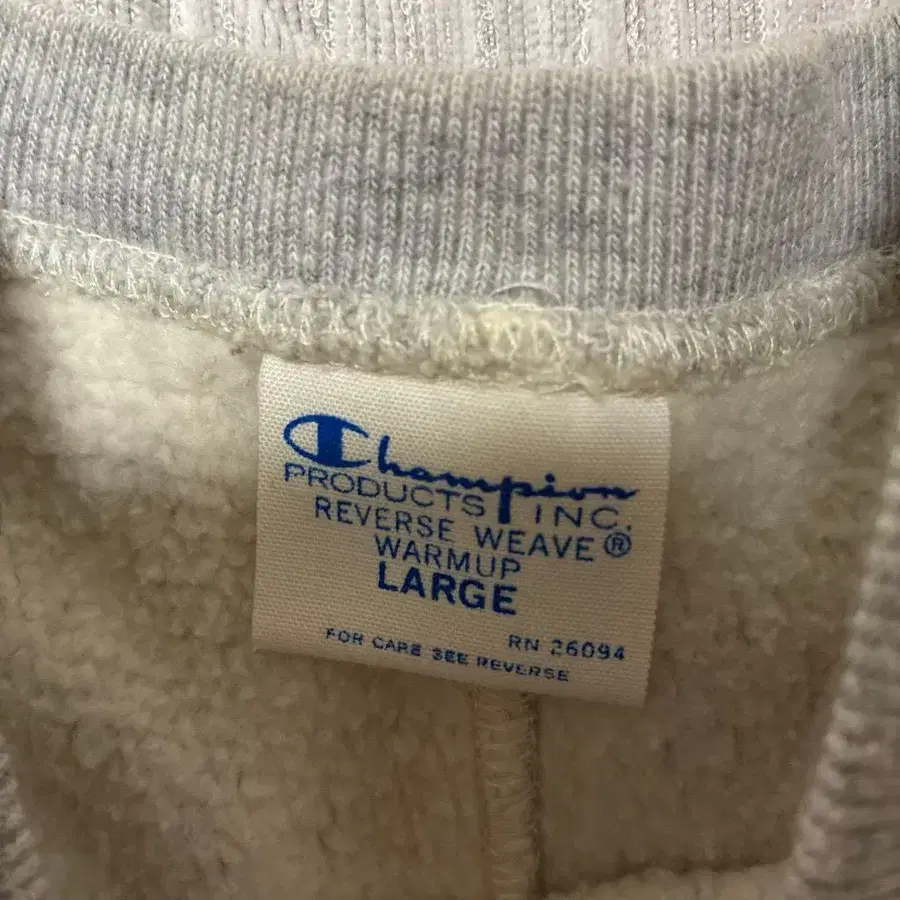 Champion
PRODUCTS INC.
REVERSE WEAVE®
WARMUP
LARGE
RN 26094
FOR CARE SEE REVERSE